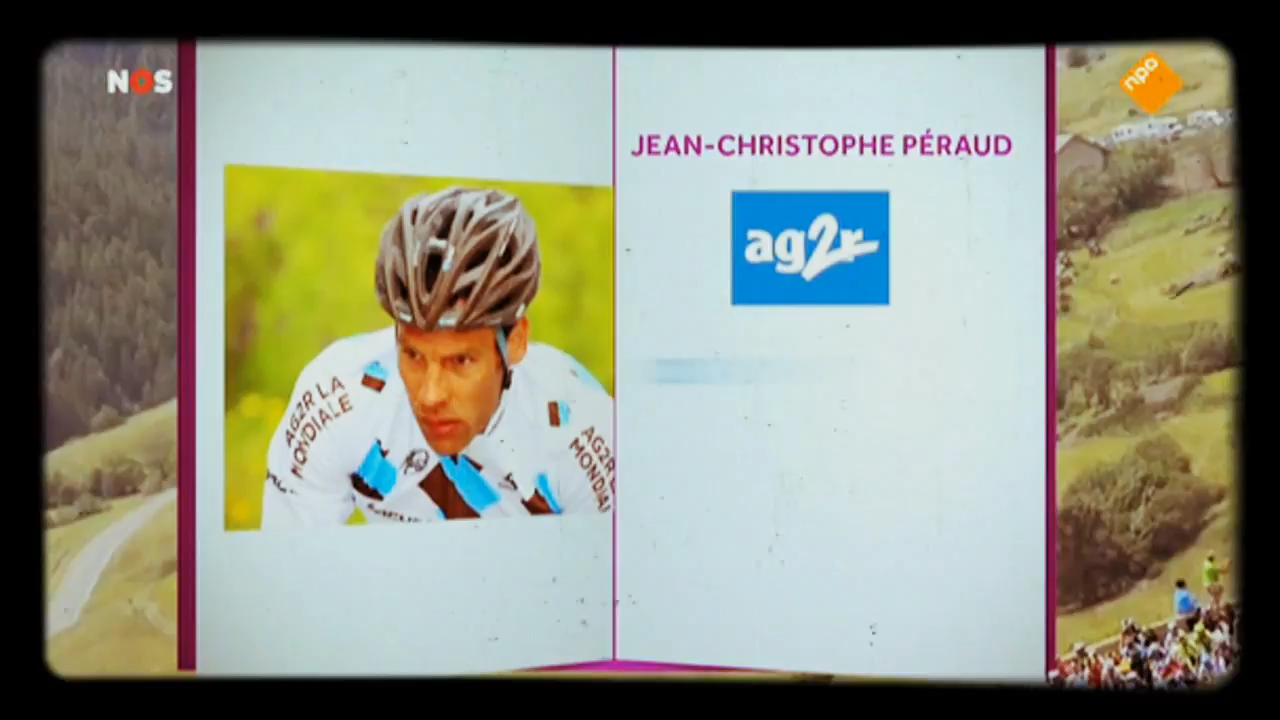 NOS
npo
JEAN-CHRISTOPHE PÉRAUD
ag2r
AG2R LA
MONDIALE
AG2R
MONDIAL